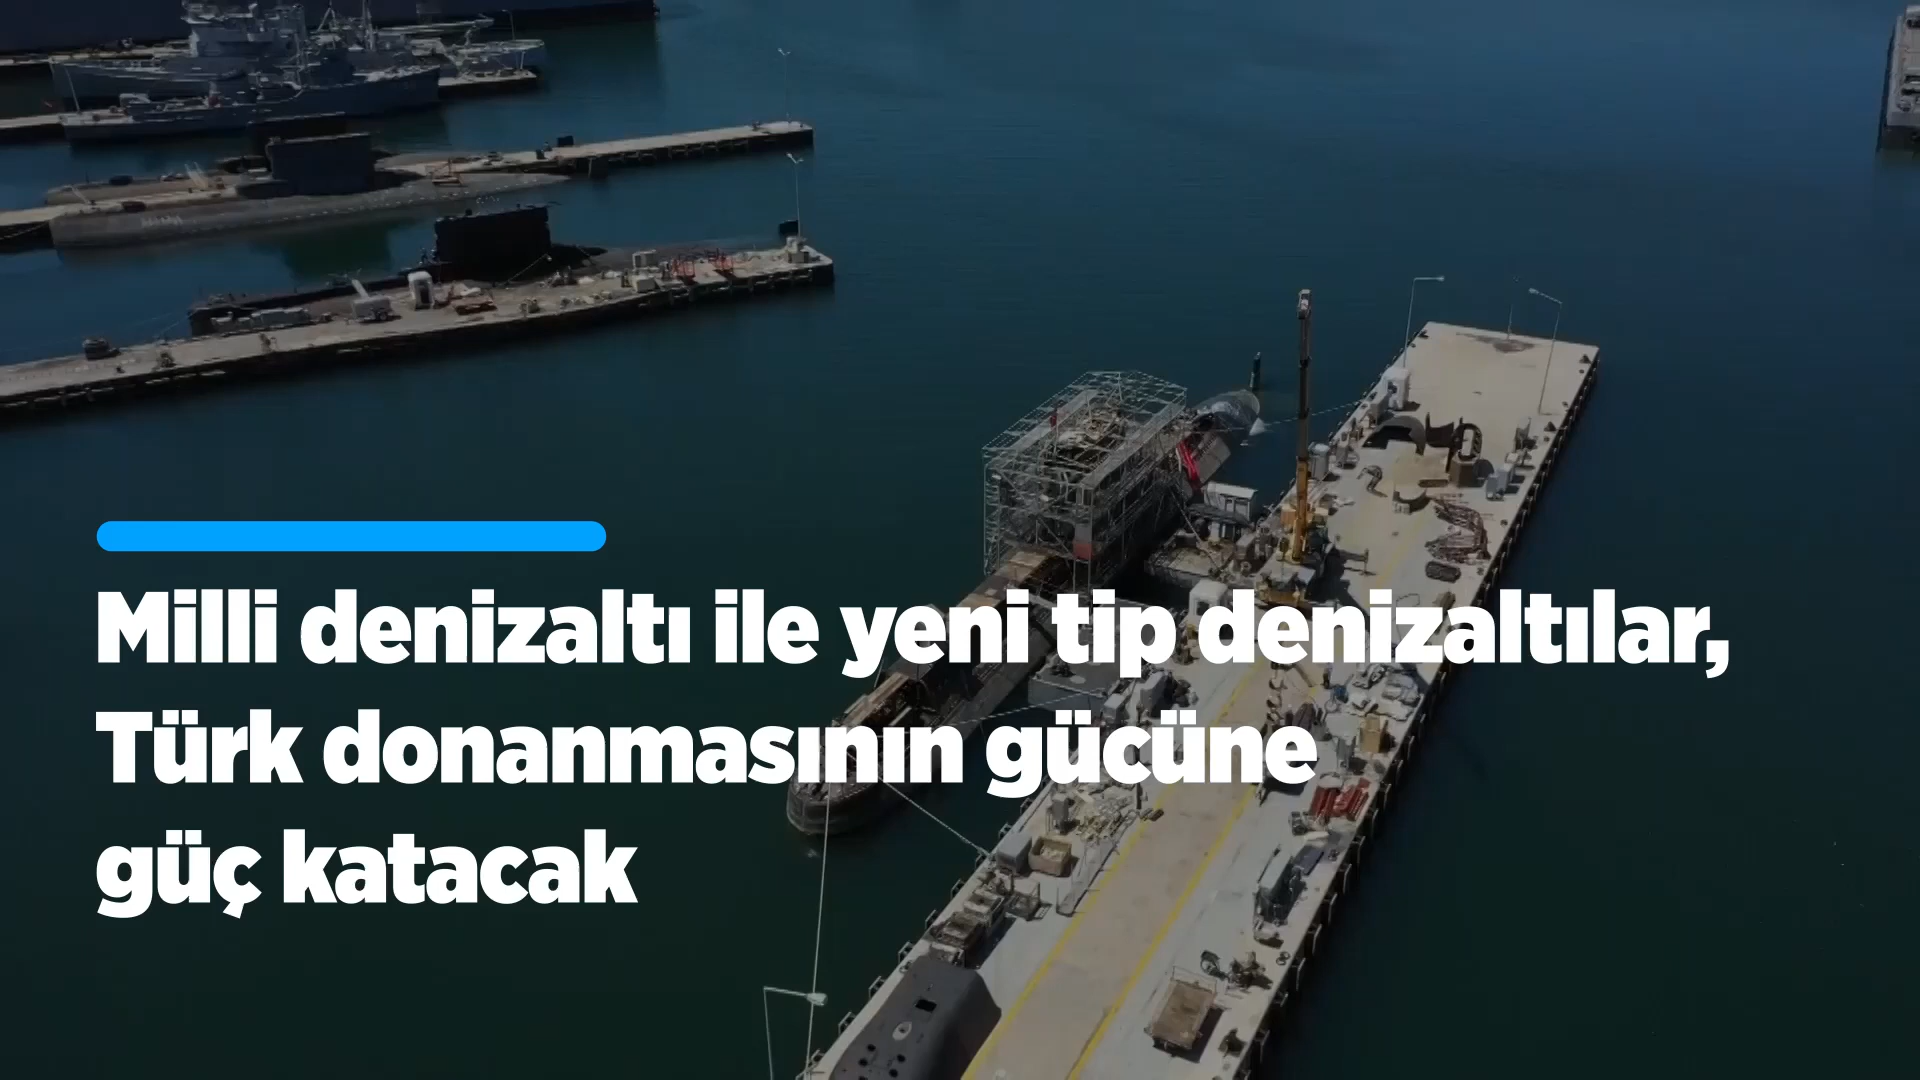 Milli denizaltı ile yeni tip denizaltılar,
Türk donanmasının gücüne
güç katacak